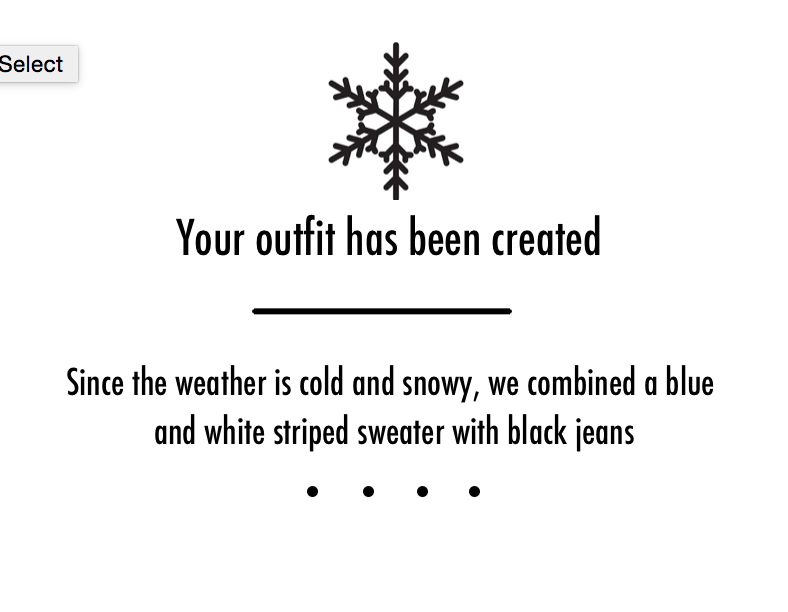 Select
Your outfit has been created
Since the weather is cold and snowy, we combined a blue
and white striped sweater with black jeans